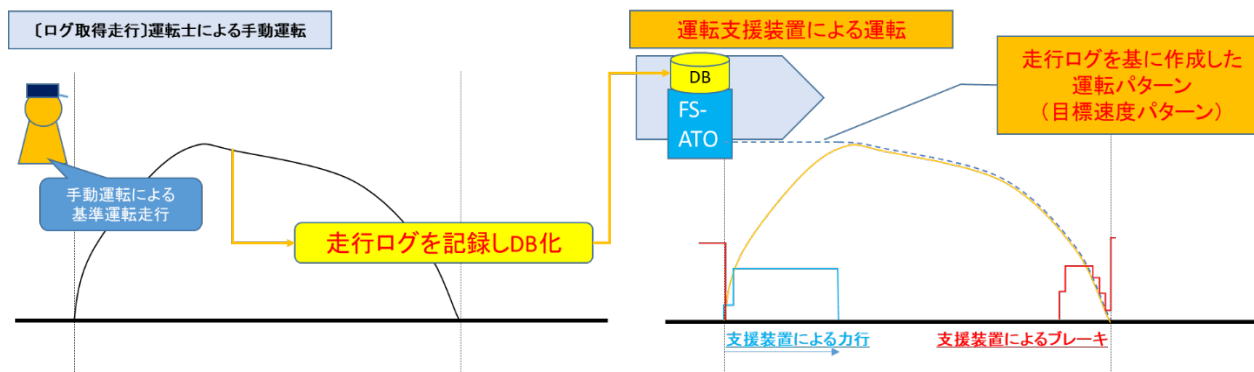 〔ログ取得走行〕運転士による手動運転
手動運転による
基準運転走行
走行ログを記録しDB化
運転支援装置による運転
DB
FS-
ATO
走行ログを基に作成した
運転パターン
（目標速度パターン）
支援装置による力行
支援装置によるブレーキ